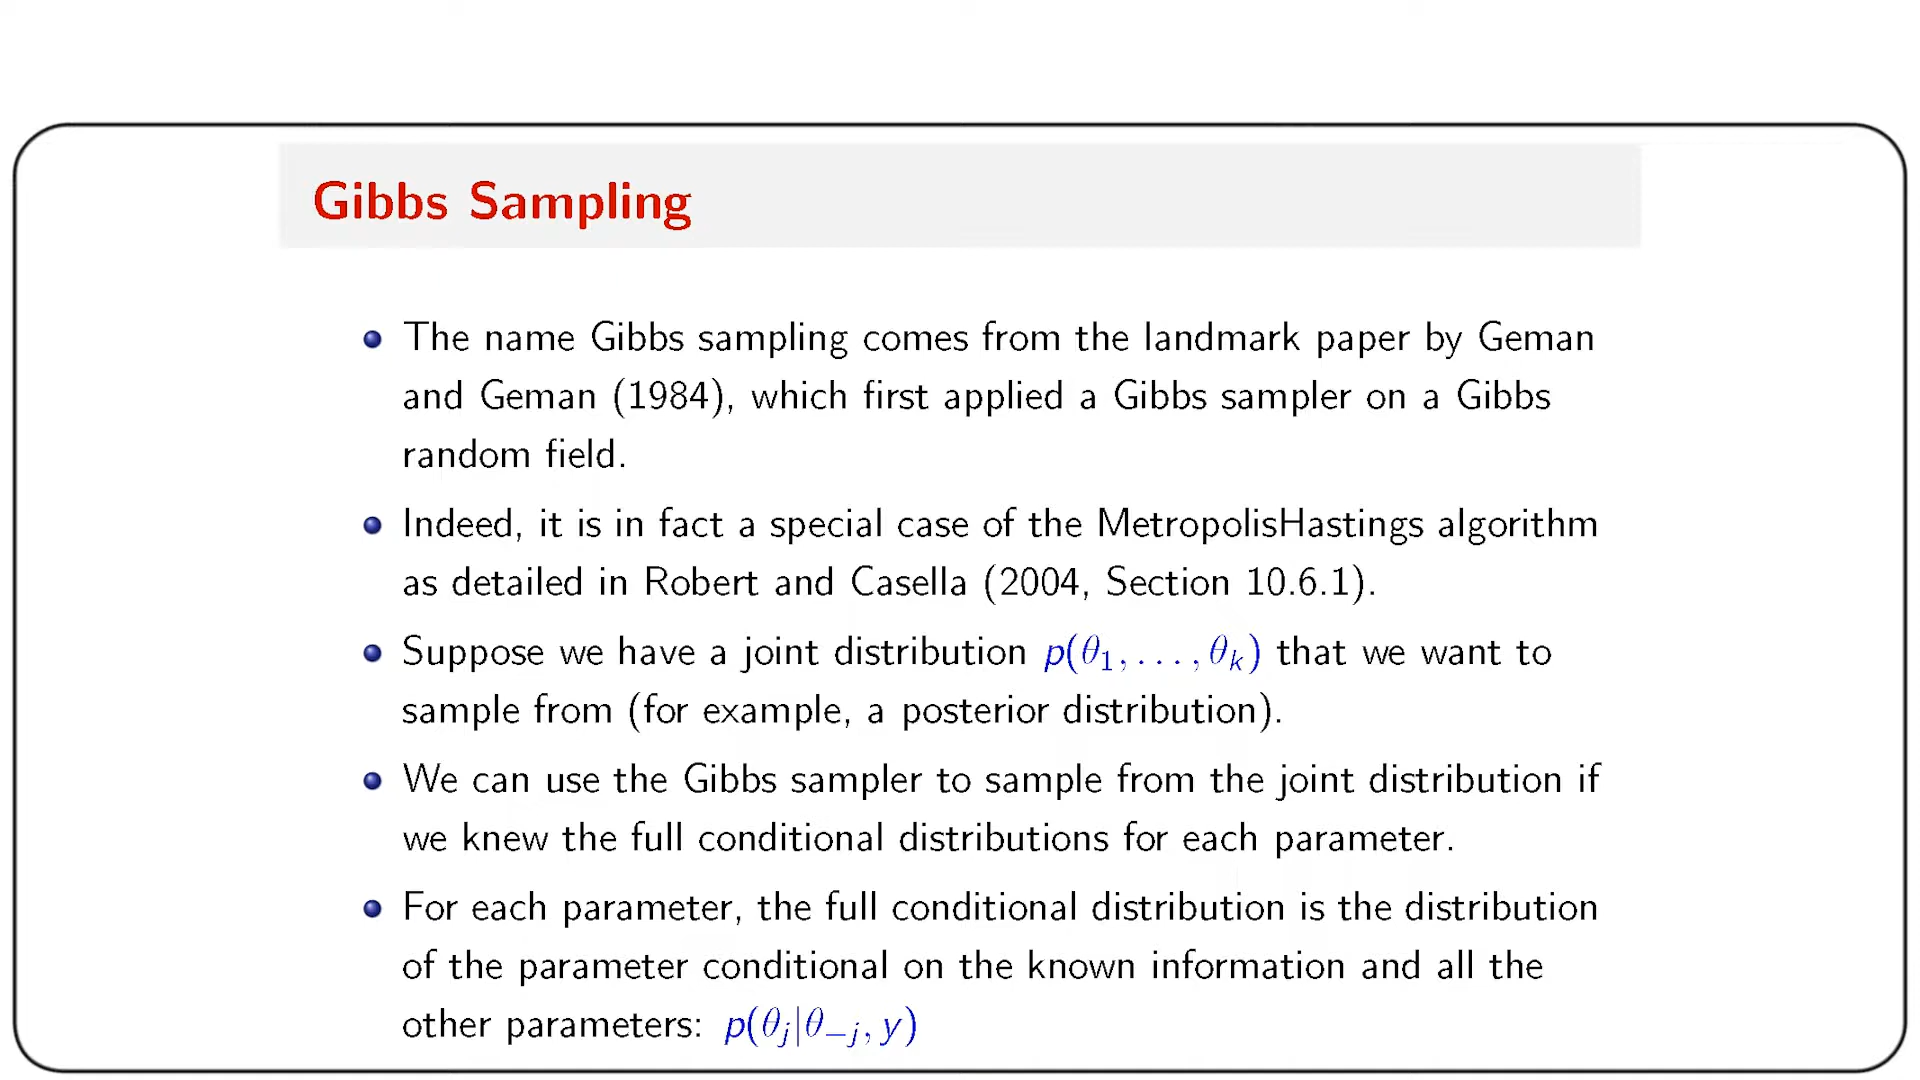 Gibbs Sampling
The name Gibbs sampling comes from the landmark paper by Geman
and Geman (1984), which first applied a Gibbs sampler on a Gibbs
random field.
Indeed, it is in fact a special case of the MetropolisHastings algorithm
as detailed in Robert and Casella (2004, Section 10.6.1).
Suppose we have a joint distribution p(θ₁, . . . , θₖ) that we want to
sample from (for example, a posterior distribution).
We can use the Gibbs sampler to sample from the joint distribution if
we knew the full conditional distributions for each parameter.
For each parameter, the full conditional distribution is the distribution
of the parameter conditional on the known information and all the
other parameters: p(θⱼ|θ₋ⱼ, y)